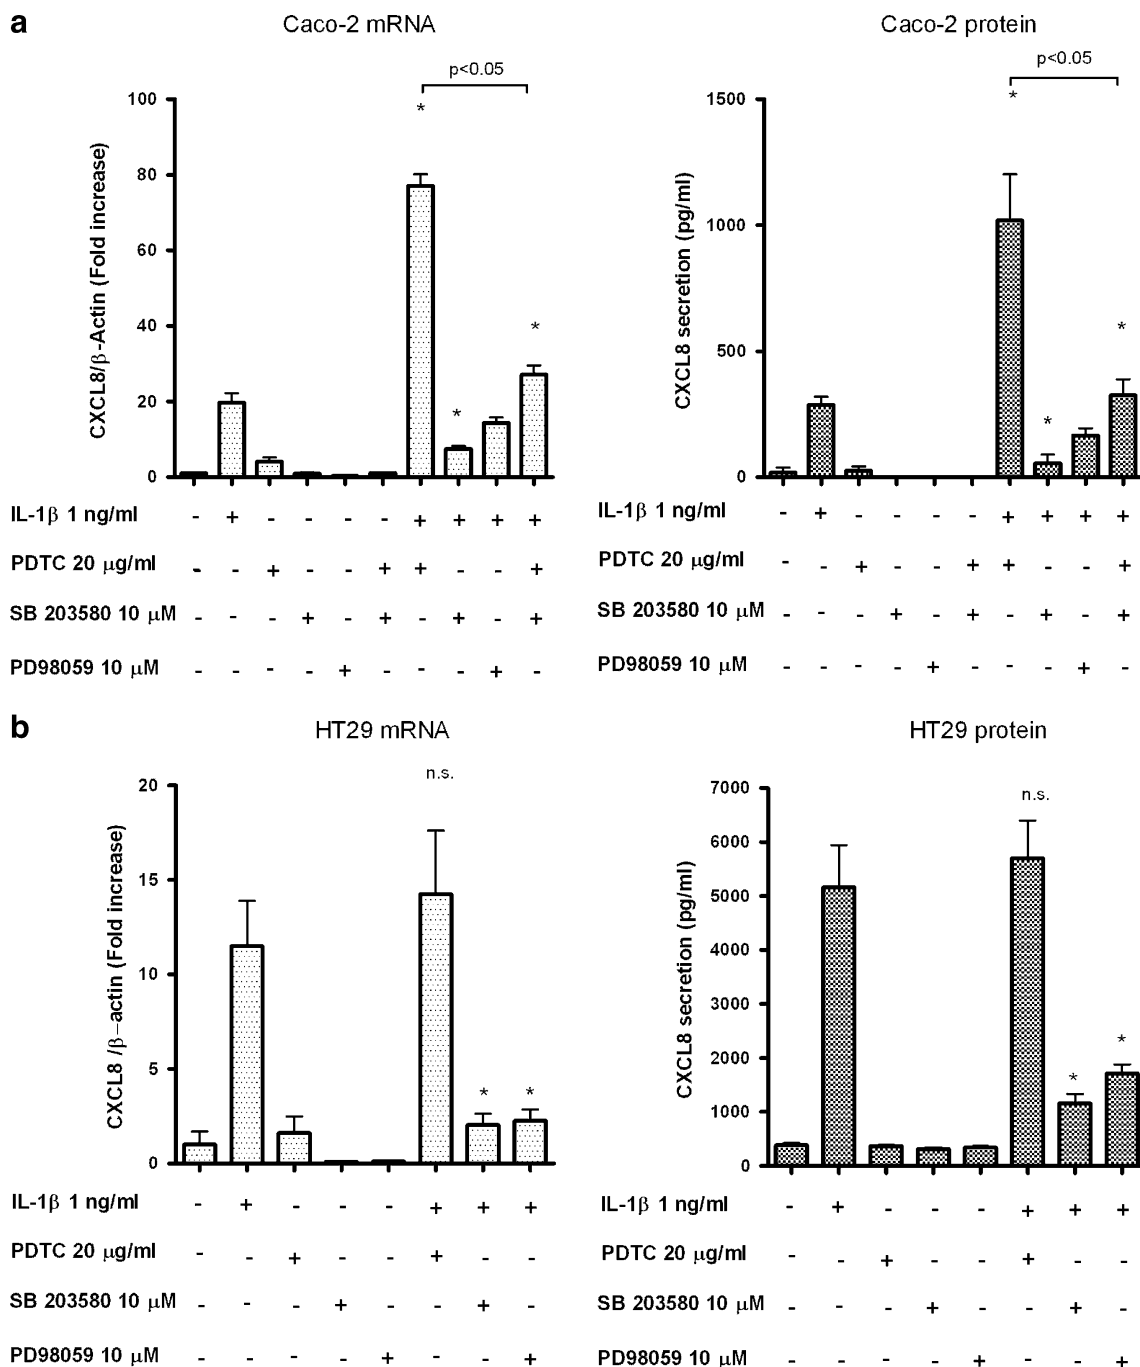 a
Caco-2 mRNA
p<0.05
*
*
*
CXCL8/β-Actin (Fold increase)
100
80
60
40
20
0
IL-1β 1 ng/ml - + - - - + + + +
PDTC 20 μg/ml - - + - - + + - - +
SB 203580 10 μM - - - + - + - + - +
PD98059 10 μM - - - - + - - - + -
Caco-2 protein
p<0.05
*
*
*
CXCL8 secretion (pg/ml)
1500
1000
500
0
IL-1β 1 ng/ml - + - - - + + + +
PDTC 20 μg/ml - - + - - + + - - +
SB 203580 10 μM - - - + - + - + - +
PD98059 10 μM - - - - + - - - + -
b
HT29 mRNA
n.s.
* *
CXCL8 /β−actin (Fold increase)
20
15
10
5
0
IL-1β 1 ng/ml - + - - - + + +
PDTC 20 μg/ml - - + - - + - -
SB 203580 10 μM - - - + - - + -
PD98059 10 μM - - - - + - - +
HT29 protein
n.s.
*
*
CXCL8 secretion (pg/ml)
7000
6000
5000
4000
3000
2000
1000
0
IL-1β 1 ng/ml - + - - - + + +
PDTC 20 μg/ml - - + - - + - -
SB 203580 10 μM - - - + - - + -
PD98059 10 μM - - - - + - - +